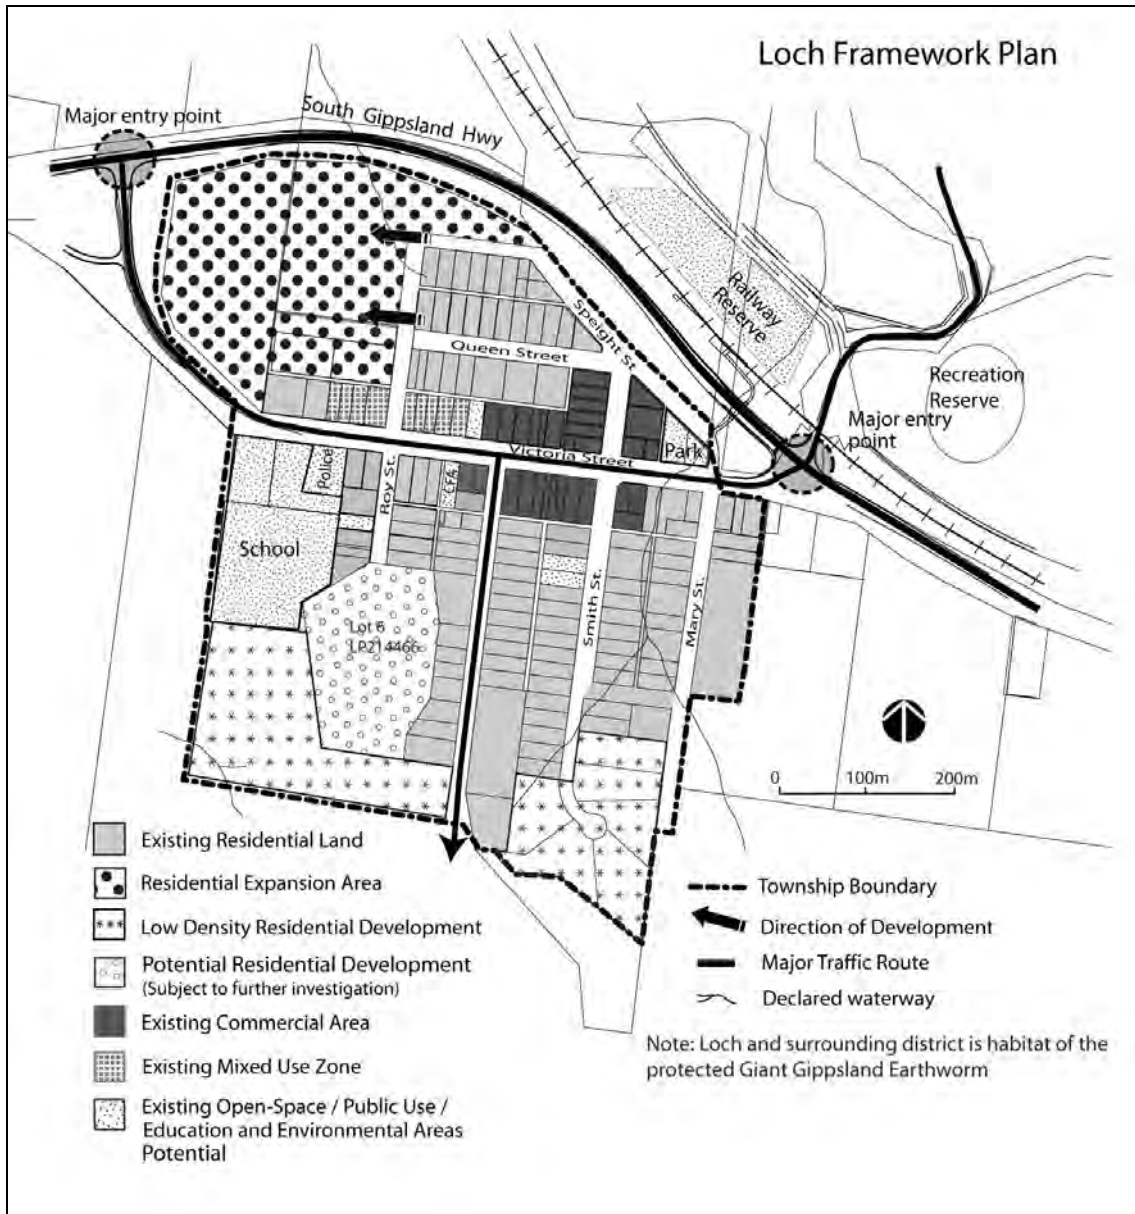 Loch Framework Plan
Major entry point
South Gippsland Hwy
Railway
Reserve
Speight St.
Queen Street
Recreation
Reserve
Major entry
point
Park
Victoria Street
Police
Roy St.
CFA
School
Smith St.
Mary St.
Lot 6
LP214466
0 100m 200m
Existing Residential Land
Residential Expansion Area
Low Density Residential Development
Potential Residential Development
(Subject to further investigation)
Existing Commercial Area
Existing Mixed Use Zone
Existing Open-Space / Public Use /
Education and Environmental Areas
Potential
Township Boundary
Direction of Development
Major Traffic Route
Declared waterway
Note: Loch and surrounding district is habitat of the
protected Giant Gippsland Earthworm